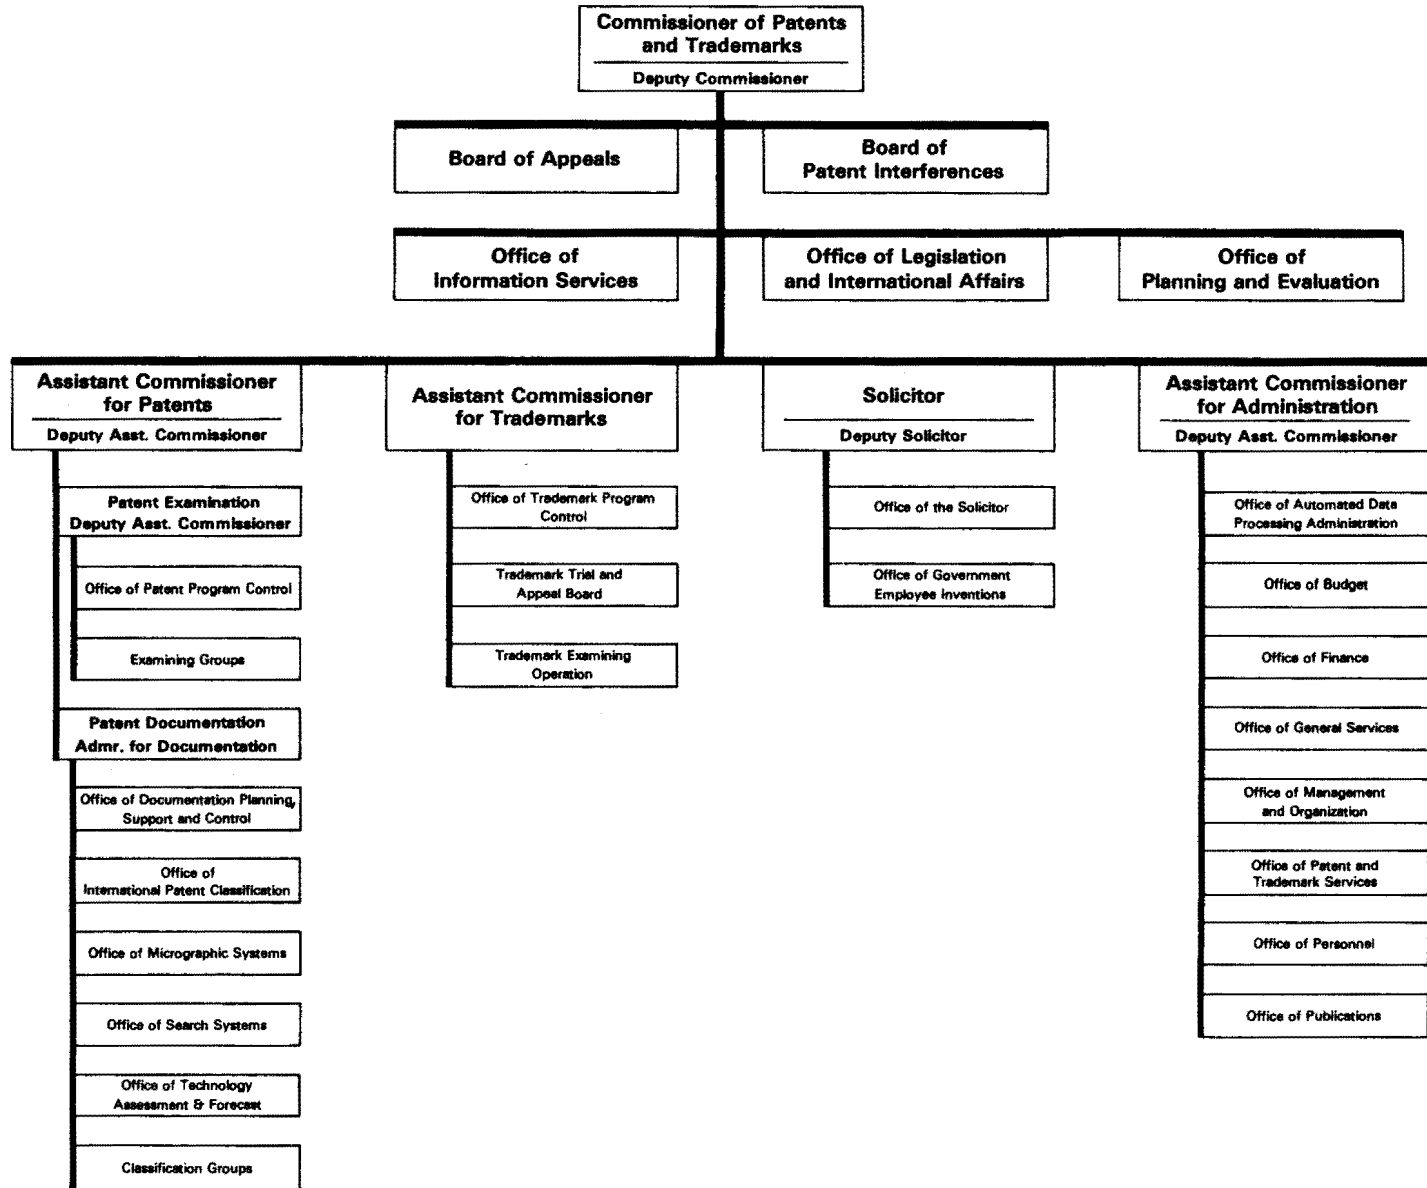 Commissioner of Patents
and Trademarks
Deputy Commissioner
Board of Appeals
Board of
Patent Interferences
Office of
Information Services
Office of Legislation
and International Affairs
Office of
Planning and Evaluation
Assistant Commissioner
for Patents
Deputy Asst. Commissioner
Patent Examination
Deputy Asst. Commissioner
Office of Patent Program Control
Examining Groups
Patent Documentation
Admr. for Documentation
Office of Documentation Planning,
Support and Control
Office of
International Patent Classification
Office of Micrographic Systems
Office of Search Systems
Office of Technology
Assessment & Forecast
Classification Groups
Assistant Commissioner
for Trademarks
Office of Trademark Program
Control
Trademark Trial and
Appeal Board
Trademark Examining
Operation
Solicitor
Deputy Solicitor
Office of the Solicitor
Office of Government
Employee Inventions
Assistant Commissioner
for Administration
Deputy Asst. Commissioner
Office of Automated Data
Processing Administration
Office of Budget
Office of Finance
Office of General Services
Office of Management
and Organization
Office of Patent and
Trademark Services
Office of Personnel
Office of Publications